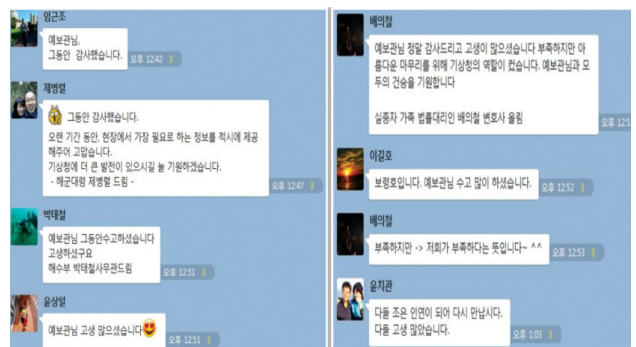 임근조
예보관님,
그동안 감사했습니다.
오후 12:42 3
제병렬
그동안 감사했습니다.
오랜 기간 동안, 현장에서 가장 필요로 하는 정보를 적시에 제공
해주어 고맙습니다.
기상청에 더 큰 발전이 있으시길 늘 기원하겠습니다.
- 해군대령 제병렬 드림 -
오후 12:47 3
박태철
예보관님 그동안수고하셨습니다
고생하셨구요
해수부 박태철사무관드림
오후 12:51 3
윤상일
예보관님 고생 많으셨습니다
오후 12:51 3
배의철
예보관님 정말 감사드리고 고생이 많으셨습니다 부족하지만 아
름다운 마무리를 위해 기상청의 역할이 컸습니다. 예보관님과 모
두의 건승을 기원합니다
실종자 가족 법률대리인 배의철 변호사 올림
오후 12:5
이길호
보령호입니다. 예보관님 수고 많이 하셨습니다.
오후 12:52 3
배의철
부족하지만 -> 저희가 부족하다는 뜻입니다~ ^^
오후 12:53 3
윤치관
다들 조은 인연이 되어 다시 만납시다.
다들 고생 많았습니다.
오후 1:03 3